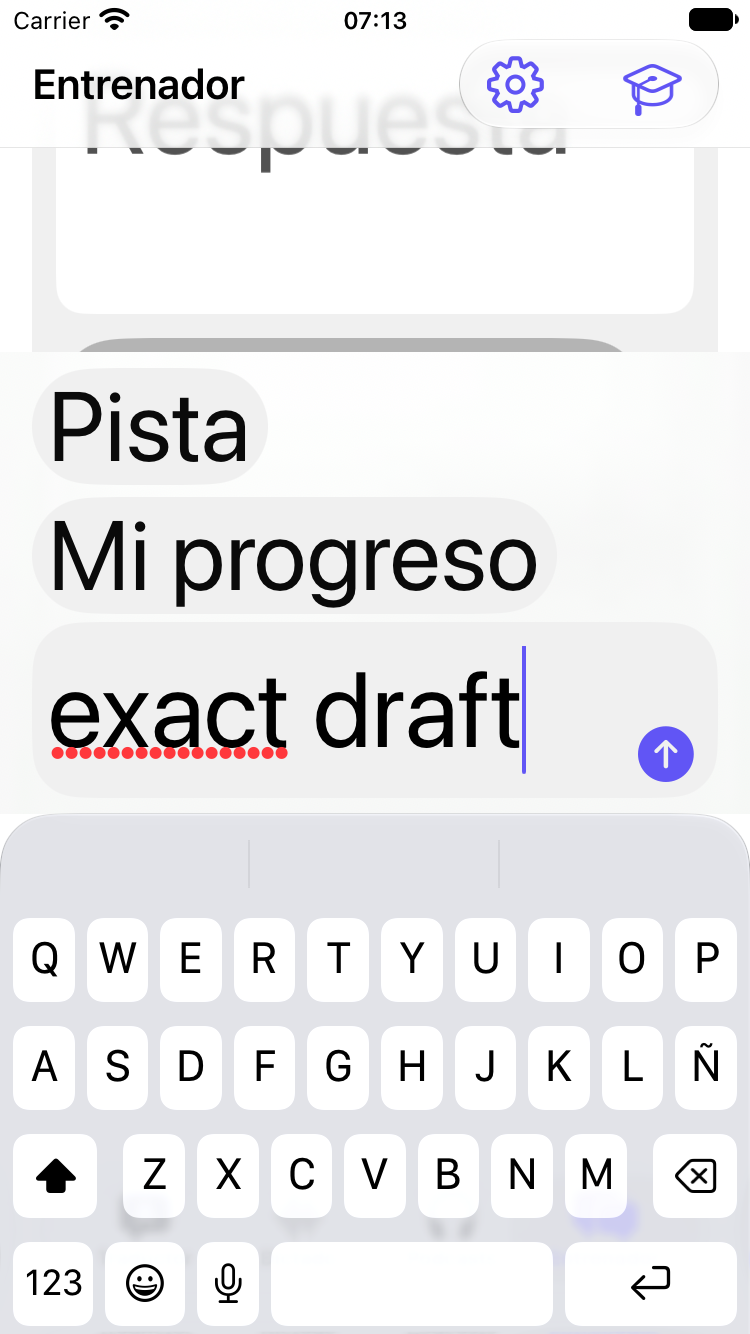 Carrier 07:13
Entrenador
Respuesta
Pista
Mi progreso
exact draft
Q W E R T Y U I O P
A S D F G H J K L Ñ
Z X C V B N M
123